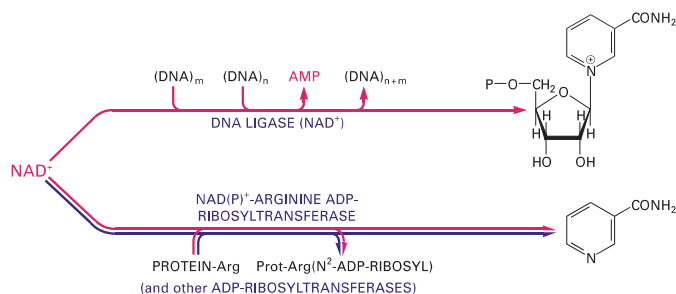 CONH₂
(DNA)m (DNA)n AMP (DNA)n+m
N
⊕
P—OCH₂
O
DNA LIGASE (NAD⁺)
H H
H H
HO OH
NAD⁺
NAD(P)⁺-ARGININE ADP-
RIBOSYLTRANSFERASE
CONH₂
N
PROTEIN-Arg Prot-Arg(N²-ADP-RIBOSYL)
(and other ADP-RIBOSYLTRANSFERASES)